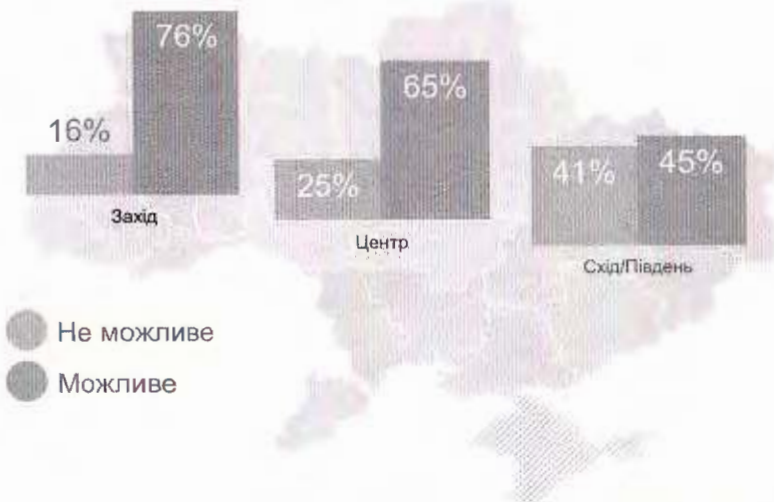 76%
16%
Захід
65%
25%
Центр
41%
45%
Схід/Південь
Не можливе
Можливе